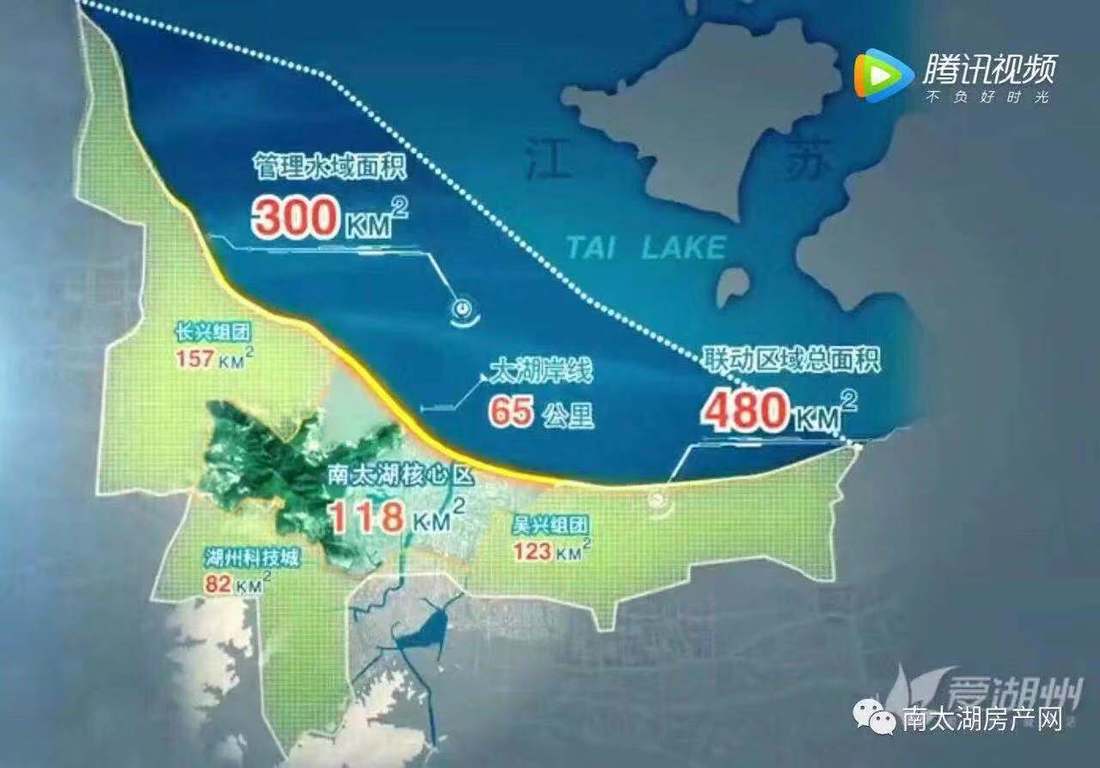 腾讯视频
不负好时光
江苏
管理水域面积
300 KM²
TAI LAKE
长兴组团
157 KM²
太湖岸线
65 公里
联动区域总面积
480 KM²
南太湖核心区
118 KM²
吴兴组团
123 KM²
湖州科技城
82 KM²
爱湖州
南太湖房产网